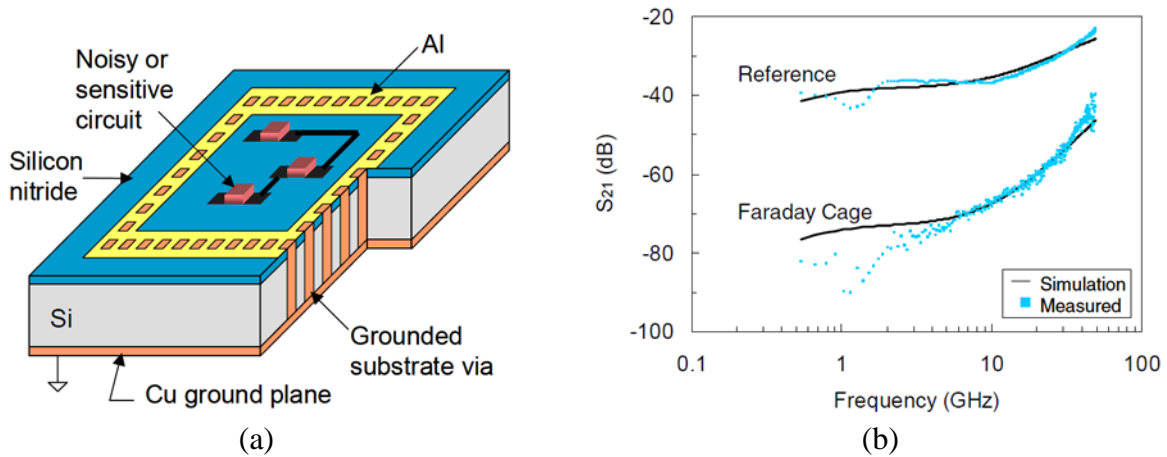 Noisy or
sensitive
circuit
Al
Silicon
nitride
Si
Grounded
substrate via
Cu ground plane
(a)
-20
-40
-60
-80
-100
S21 (dB)
Reference
Faraday Cage
Simulation
Measured
0.1
1
10
100
Frequency (GHz)
(b)